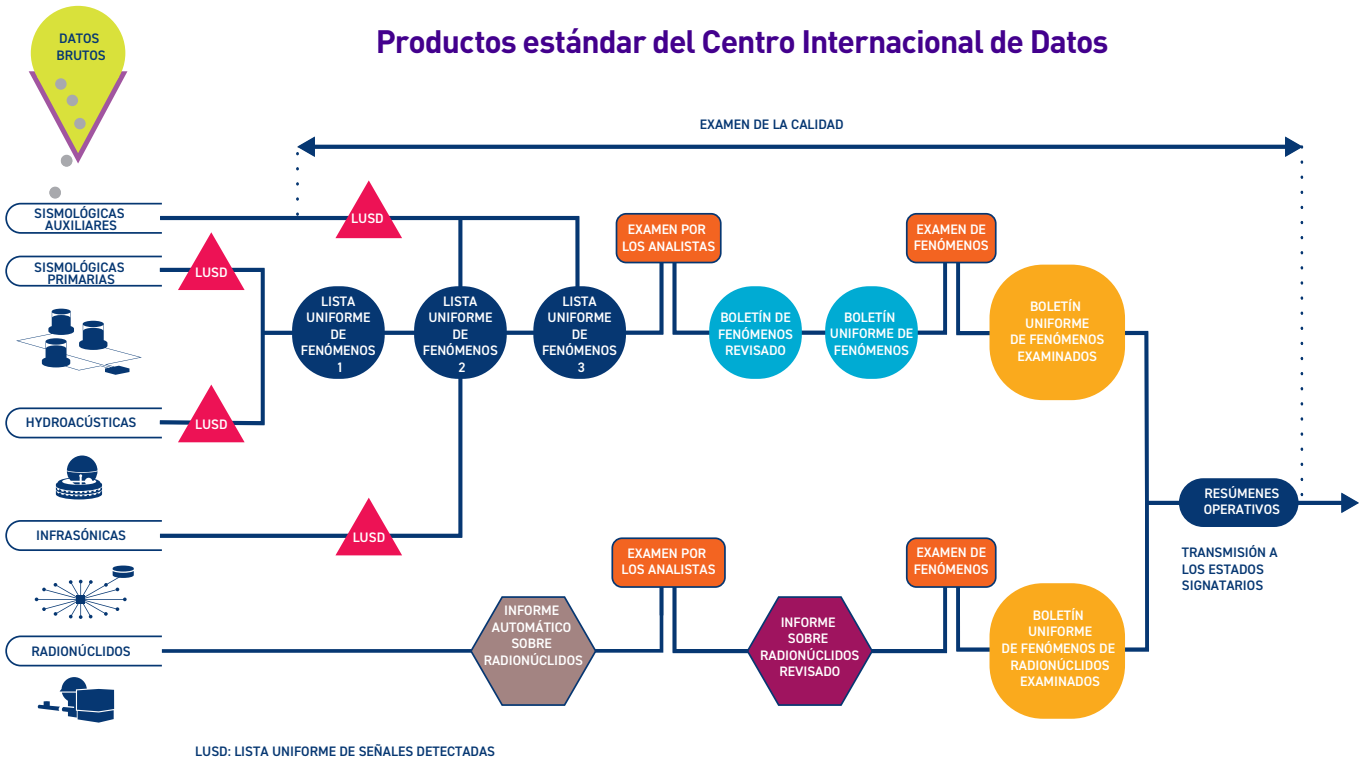 Productos estándar del Centro Internacional de Datos
DATOS
BRUTOS
EXAMEN DE LA CALIDAD
SISMOLÓGICAS
AUXILIARES
LUSD
SISMOLÓGICAS
PRIMARIAS
LUSD
EXAMEN POR
LOS ANALISTAS
EXAMEN DE
FENÓMENOS
LISTA
UNIFORME
DE
FENÓMENOS
1
LISTA
UNIFORME
DE
FENÓMENOS
2
LISTA
UNIFORME
DE
FENÓMENOS
3
BOLETÍN DE
FENÓMENOS
REVISADO
BOLETÍN
UNIFORME DE
FENÓMENOS
BOLETÍN
UNIFORME
DE FENÓMENOS
EXAMINADOS
HYDROACÚSTICAS
LUSD
INFRASÓNICAS
LUSD
RESÚMENES
OPERATIVOS
TRANSMISIÓN A
LOS ESTADOS
SIGNATARIOS
EXAMEN POR
LOS ANALISTAS
EXAMEN DE
FENÓMENOS
RADIONÚCLIDOS
INFORME
AUTOMÁTICO
SOBRE
RADIONÚCLIDOS
INFORME
SOBRE
RADIONÚCLIDOS
REVISADO
BOLETÍN
UNIFORME
DE FENÓMENOS DE
RADIONÚCLIDOS
EXAMINADOS
LUSD: LISTA UNIFORME DE SEÑALES DETECTADAS